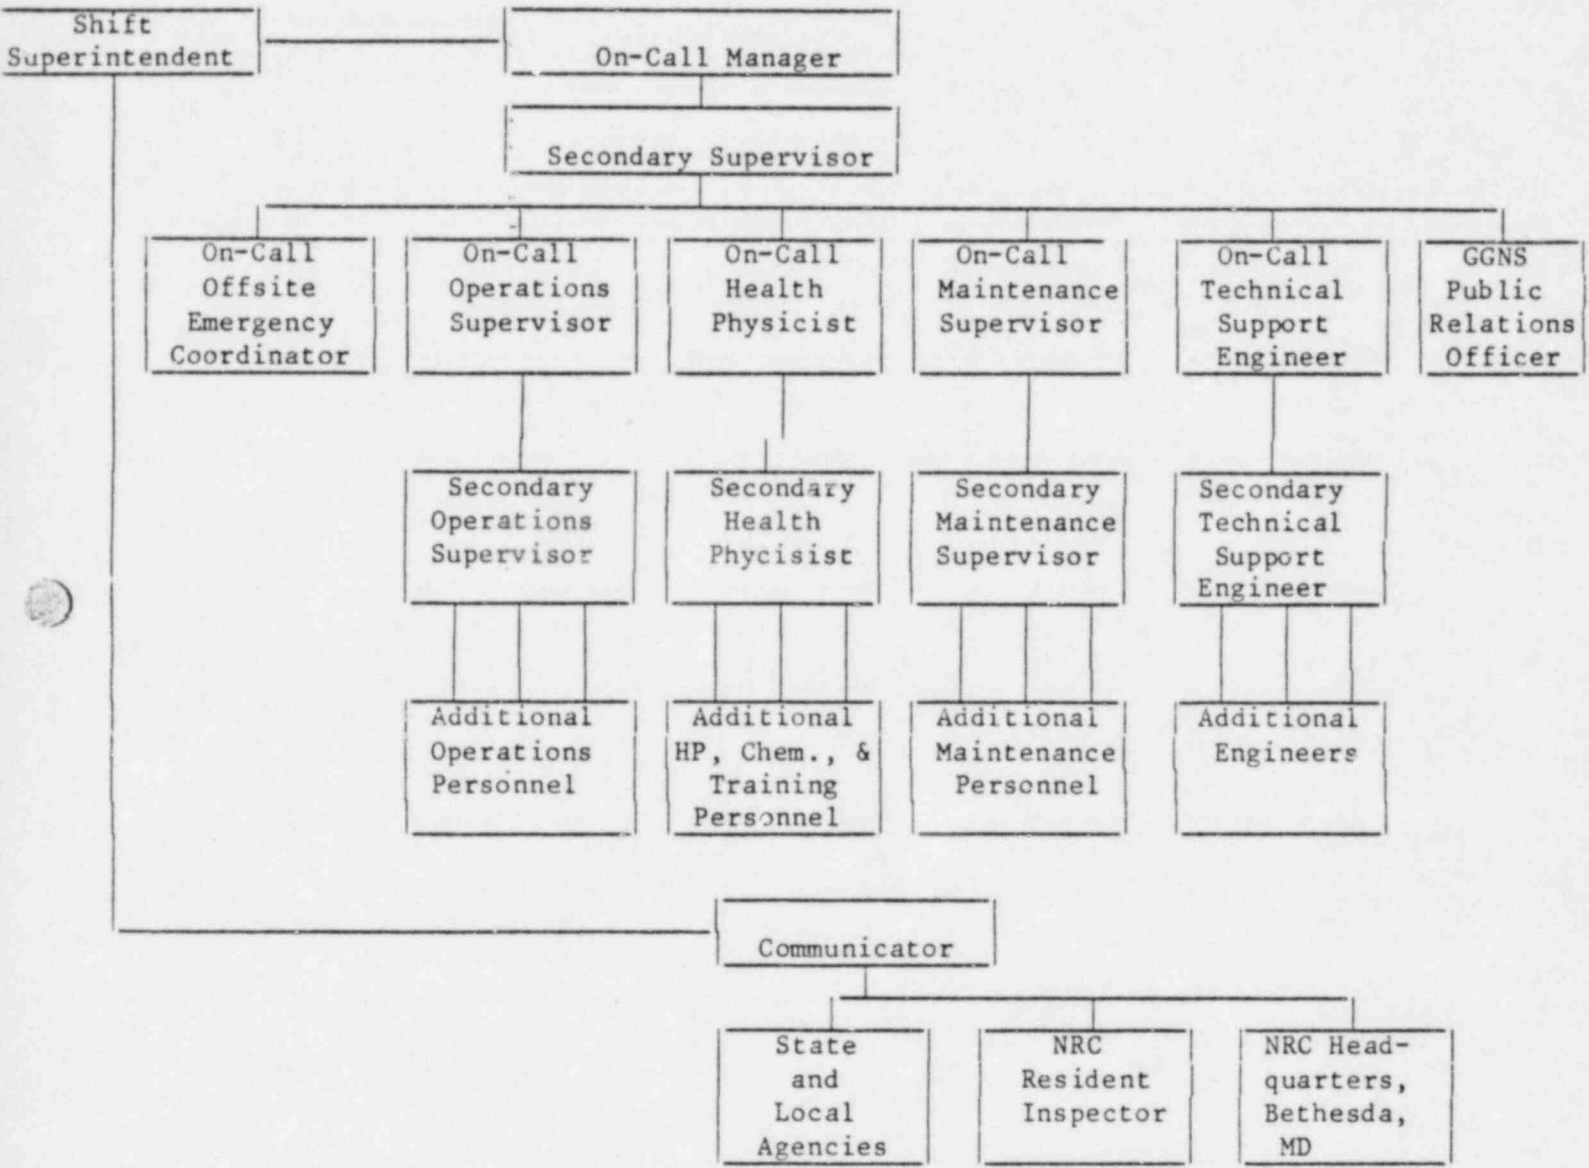 Shift
Superintendent
On-Call Manager
Secondary Supervisor
On-Call
Offsite
Emergency
Coordinator
On-Call
Operations
Supervisor
On-Call
Health
Physicist
On-Call
Maintenance
Supervisor
On-Call
Technical
Support
Engineer
GGNS
Public
Relations
Officer
Secondary
Operations
Supervisor
Secondary
Health
Phycisist
Secondary
Maintenance
Supervisor
Secondary
Technical
Support
Engineer
Additional
Operations
Personnel
Additional
HP, Chem., &
Training
Personnel
Additional
Maintenance
Personnel
Additional
Engineers
Communicator
State
and
Local
Agencies
NRC
Resident
Inspector
NRC Head-
quarters,
Bethesda,
MD